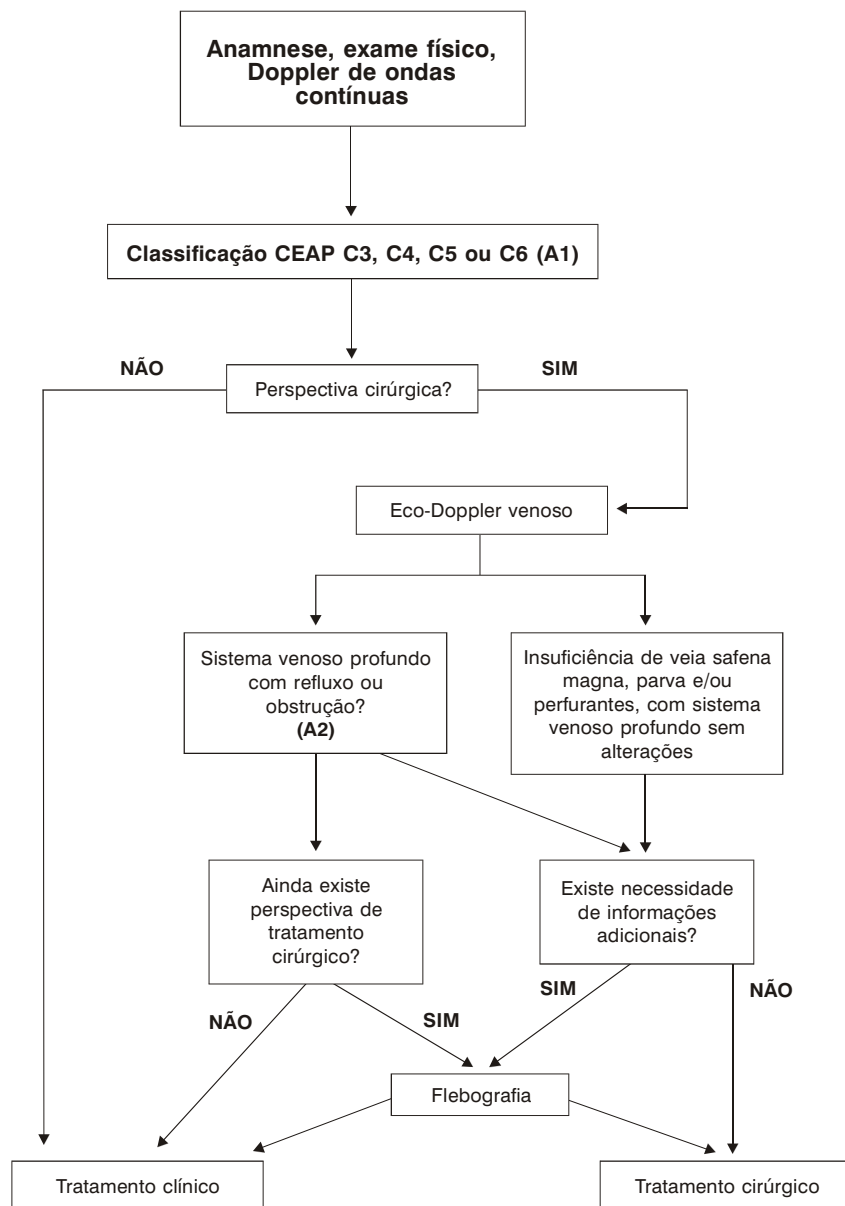 Anamnese, exame físico,
Doppler de ondas
contínuas
Classificação CEAP C3, C4, C5 ou C6 (A1)
NÃO
SIM
Perspectiva cirúrgica?
Eco-Doppler venoso
Sistema venoso profundo
com refluxo ou
obstrução?
(A2)
Insuficiência de veia safena
magna, parva e/ou
perfurantes, com sistema
venoso profundo sem
alterações
Ainda existe
perspectiva de
tratamento
cirúrgico?
Existe necessidade
de informações
adicionais?
NÃO
SIM
SIM
NÃO
Flebografia
Tratamento clínico
Tratamento cirúrgico